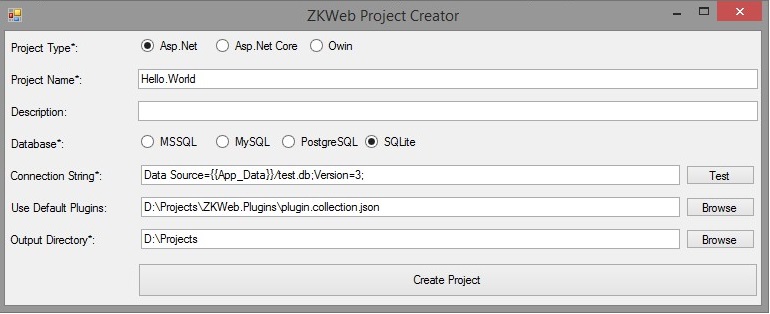 ZKWeb Project Creator
Project Type*: Asp.Net Asp.Net Core Owin
Project Name*: Hello.World
Description:
Database*: MSSQL MySQL PostgreSQL SQLite
Connection String*: Data Source={{App_Data}}/test.db;Version=3; Test
Use Default Plugins: D:\Projects\ZKWeb.Plugins\plugin.collection.json Browse
Output Directory*: D:\Projects Browse
Create Project